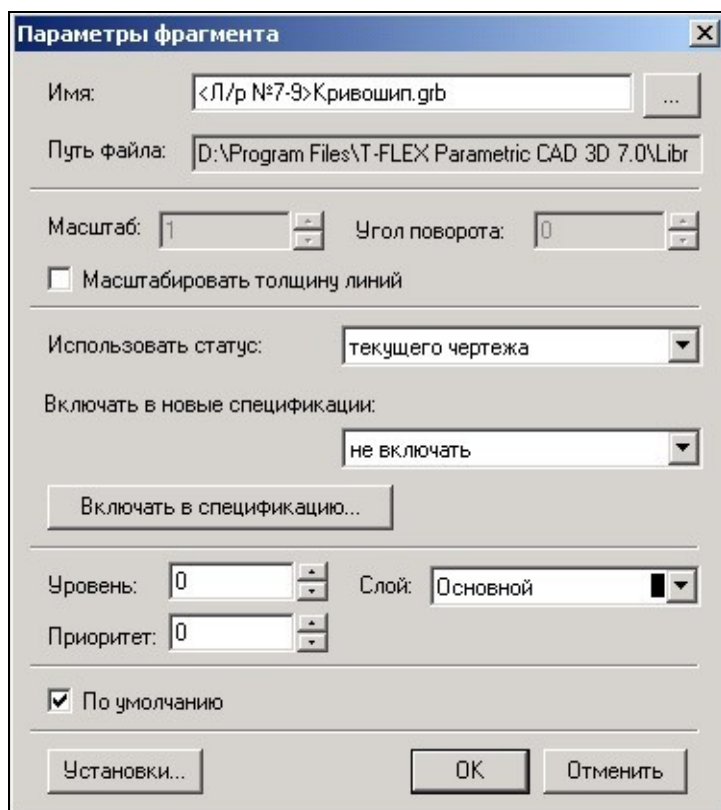 Параметры фрагмента
Имя: <Л/р №7-9>Кривошип.grb ...
Путь файла: D:\Program Files\T-FLEX Parametric CAD 3D 7.0\Libr
Масштаб: 1 Угол поворота: 0
Масштабировать толщину линий
Использовать статус: текущего чертежа
Включать в новые спецификации:
не включать
Включать в спецификацию...
Уровень: 0 Слой: Основной
Приоритет: 0
По умолчанию
Установки... OK Отменить